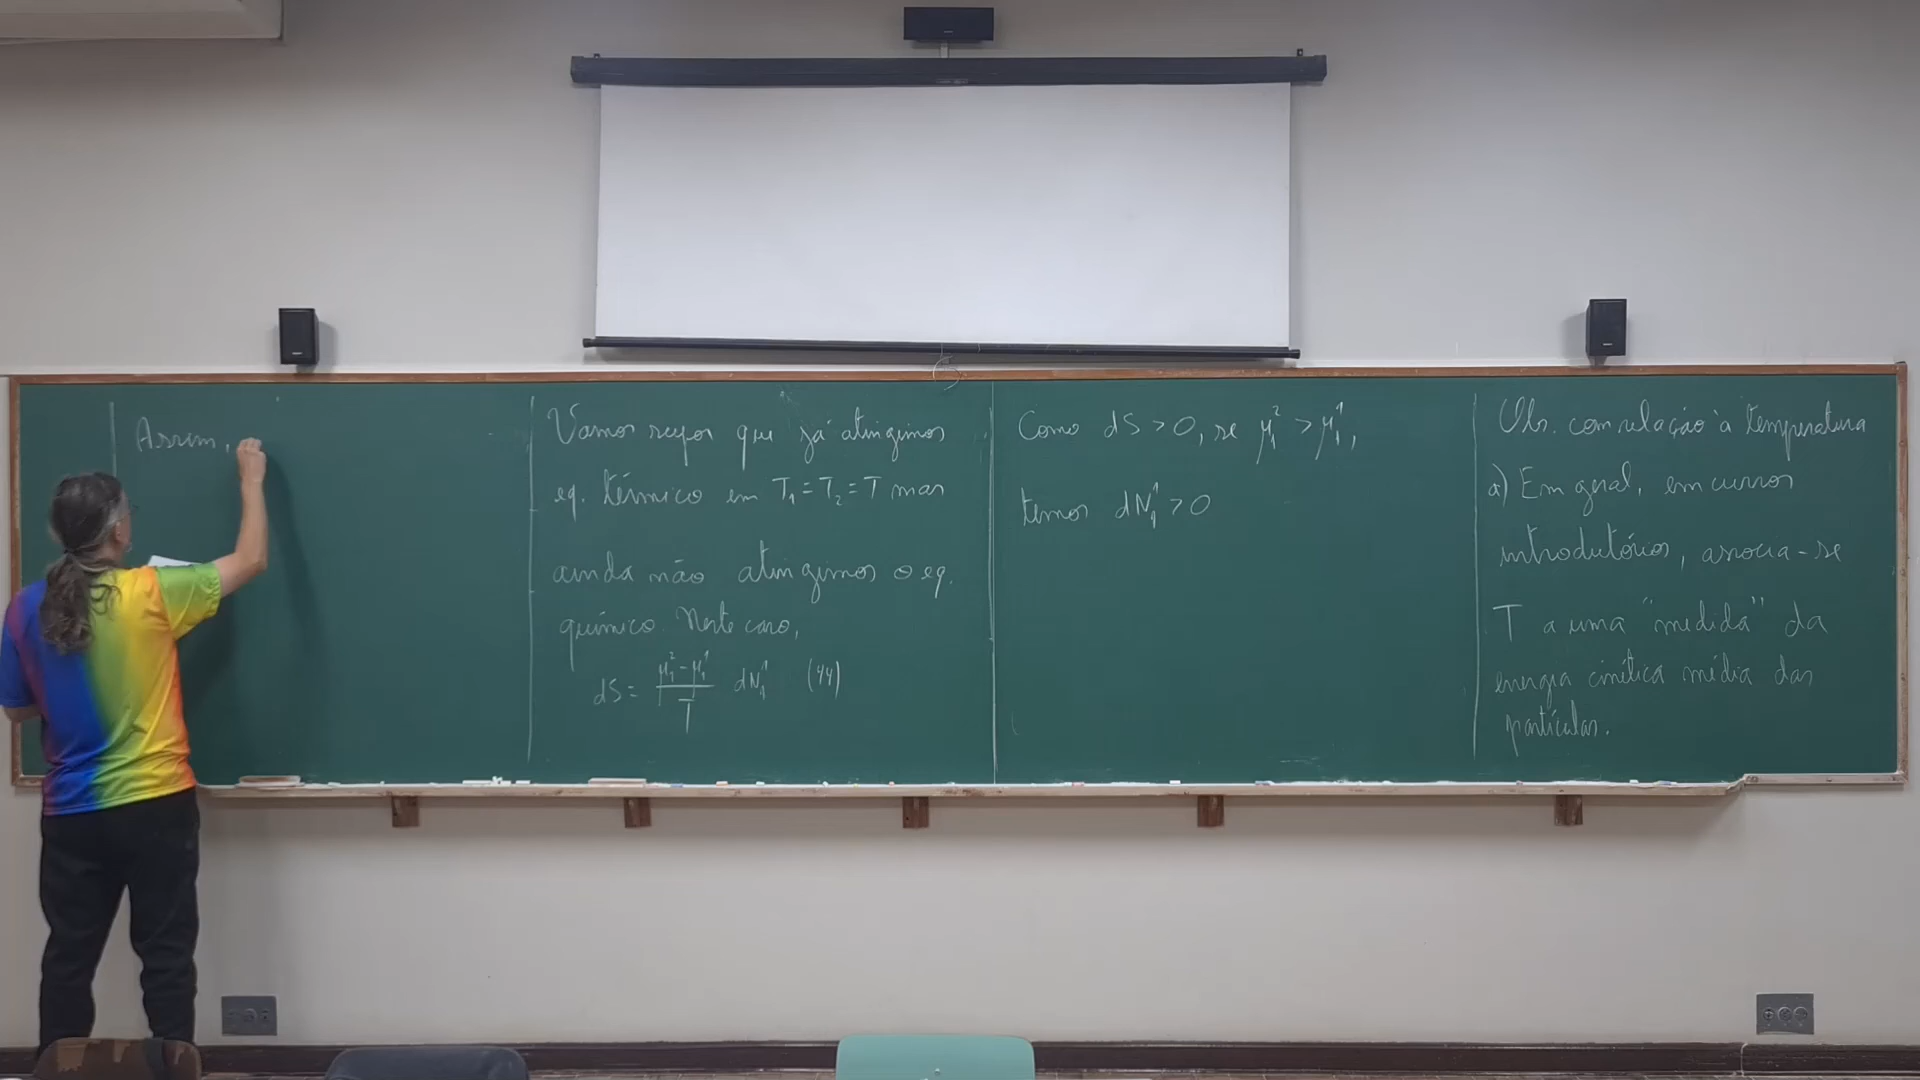 Assim,
Vamos supor que já atingimos
eq. térmico em T₁ = T₂ = T mas
ainda não atingimos o eq.
químico. Neste caso,
dS = (μ₁² - μ₁¹)/T dN₁¹ (44)
Como dS > 0, se μ₁² > μ₁¹,
temos dN₁¹ > 0
Obs. com relação à temperatura
a) Em geral, em cursos
introdutórios, associa-se
T a uma "medida" da
energia cinética média das
partículas.